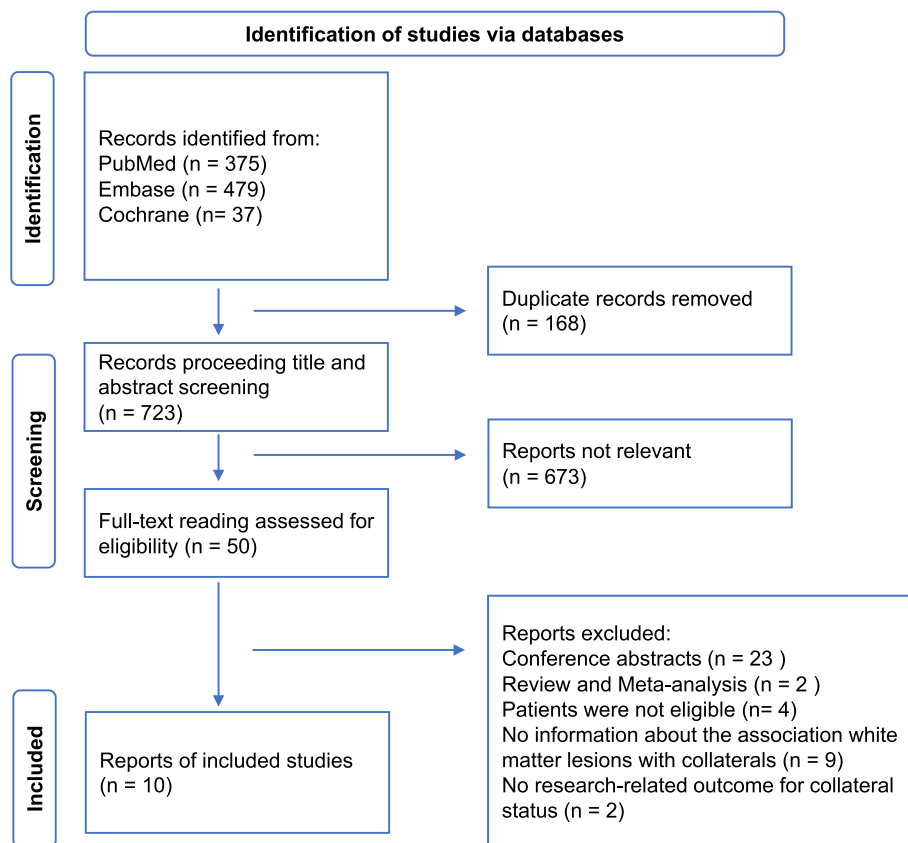 Identification of studies via databases
Identification
Records identified from:
PubMed (n = 375)
Embase (n = 479)
Cochrane (n= 37)
Duplicate records removed
(n = 168)
Screening
Records proceeding title and
abstract screening
(n = 723)
Reports not relevant
(n = 673)
Full-text reading assessed for
eligibility (n = 50)
Reports excluded:
Conference abstracts (n = 23 )
Review and Meta-analysis (n = 2 )
Patients were not eligible (n= 4)
No information about the association white
matter lesions with collaterals (n = 9)
No research-related outcome for collateral
status (n = 2)
Included
Reports of included studies
(n = 10)